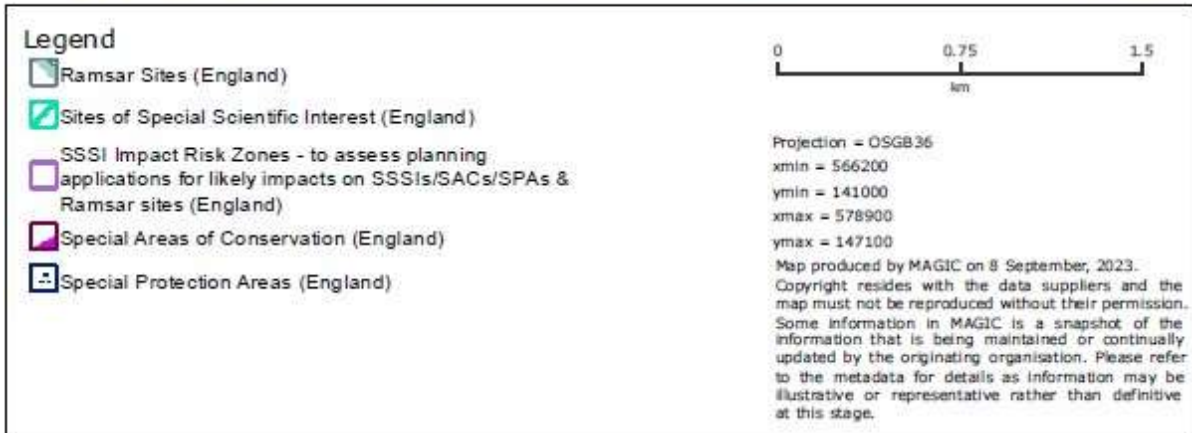 Legend
Ramsar Sites (England)
Sites of Special Scientific Interest (England)
SSSI Impact Risk Zones - to assess planning
applications for likely impacts on SSSIs/SACs/SPAs &
Ramsar sites (England)
Special Areas of Conservation (England)
Special Protection Areas (England)
0 0.75 1.5
km
Projection = OSGB36
xmin = 566200
ymin = 141000
xmax = 578900
ymax = 147100
Map produced by MAGIC on 8 September, 2023.
Copyright resides with the data suppliers and the
map must not be reproduced without their permission.
Some information in MAGIC is a snapshot of the
information that is being maintained or continually
updated by the originating organisation. Please refer
to the metadata for details as information may be
illustrative or representative rather than definitive
at this stage.